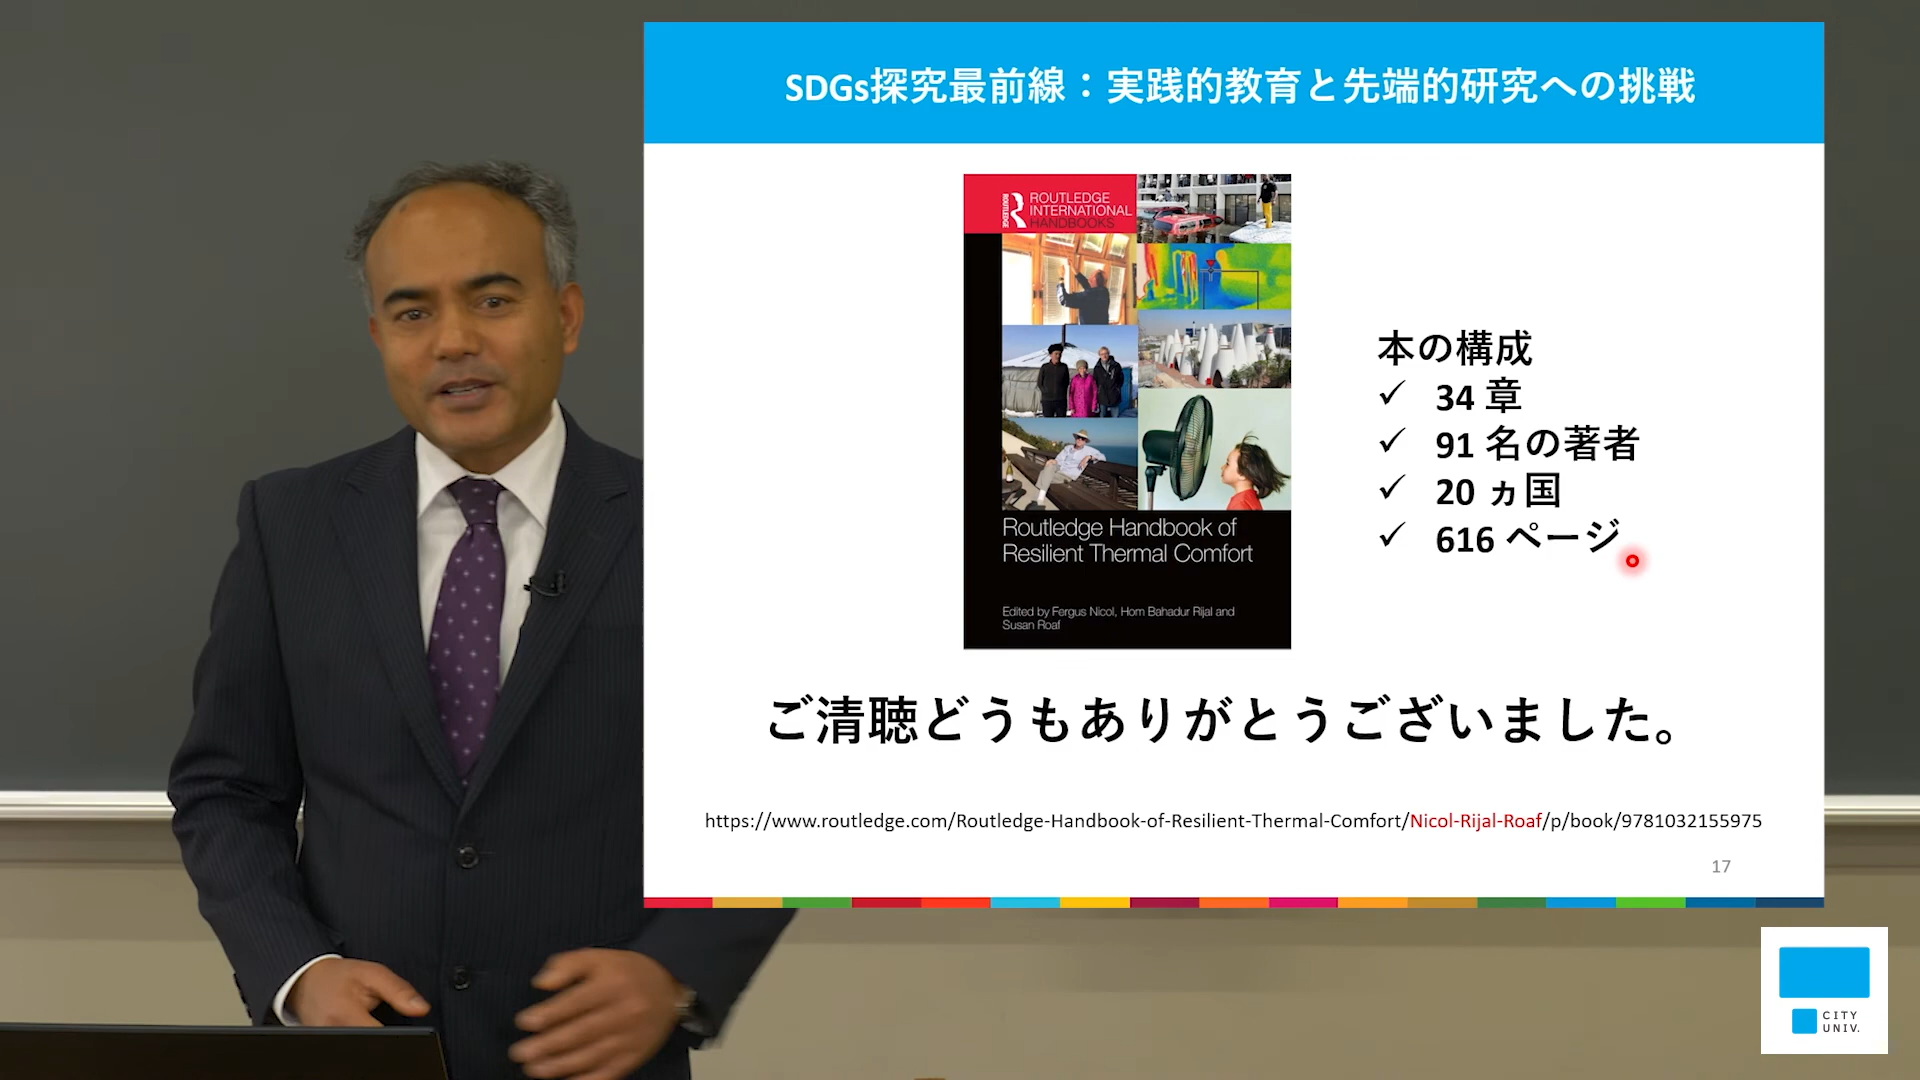 SDGs探究最前線：実践的教育と先端的研究への挑戦
ROUTLEDGE
ROUTLEDGE
INTERNATIONAL
HANDBOOKS
Routledge Handbook of
Resilient Thermal Comfort
Edited by Fergus Nicol, Hom Bahadur Rijal and
Susan Roaf
本の構成
✓ 34 章
✓ 91 名の著者
✓ 20 ヵ国
✓ 616 ページ
ご清聴どうもありがとうございました。
https://www.routledge.com/Routledge-Handbook-of-Resilient-Thermal-Comfort/Nicol-Rijal-Roaf/p/book/9781032155975
17
CITY
UNIV.